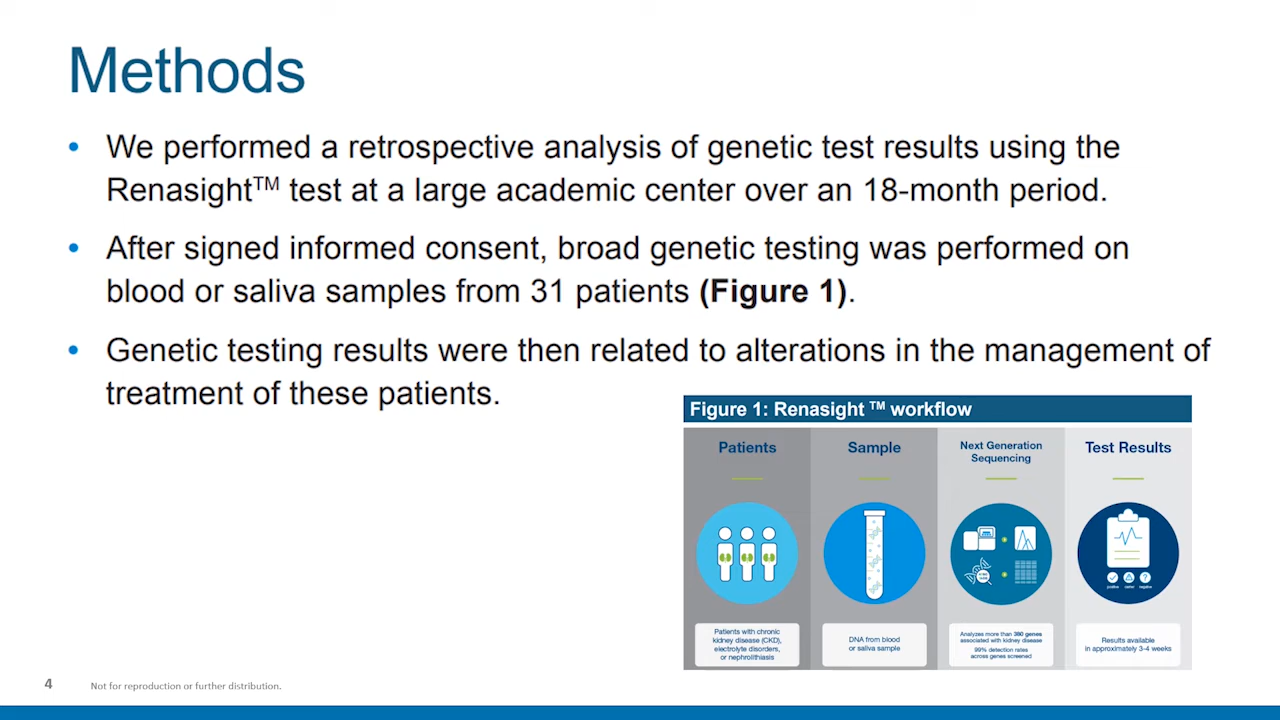 Methods
• We performed a retrospective analysis of genetic test results using the
Renasight™ test at a large academic center over an 18-month period.
• After signed informed consent, broad genetic testing was performed on
blood or saliva samples from 31 patients (Figure 1).
• Genetic testing results were then related to alterations in the management of
treatment of these patients.
Figure 1: Renasight ™ workflow
Patients
Patients with chronic
kidney disease (CKD),
electrolyte disorders,
or nephrolithiasis
Sample
DNA from blood
or saliva sample
Next Generation
Sequencing
Analyzes more than 380 genes
associated with kidney disease
99% detection rates
across genes screened
Test Results
positive carrier negative
Results available
in approximately 3-4 weeks
4
Not for reproduction or further distribution.